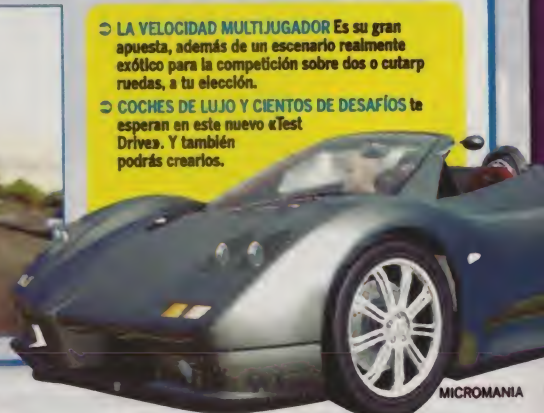 ➲ LA VELOCIDAD MULTIJUGADOR Es su gran
apuesta, además de un escenario realmente
exótico para la competición sobre dos o cutarp
ruedas, a tu elección.
➲ COCHES DE LUJO Y CIENTOS DE DESAFÍOS te
esperan en este nuevo «Test
Drive». Y también
podrás crearlos.
MICROMANIA